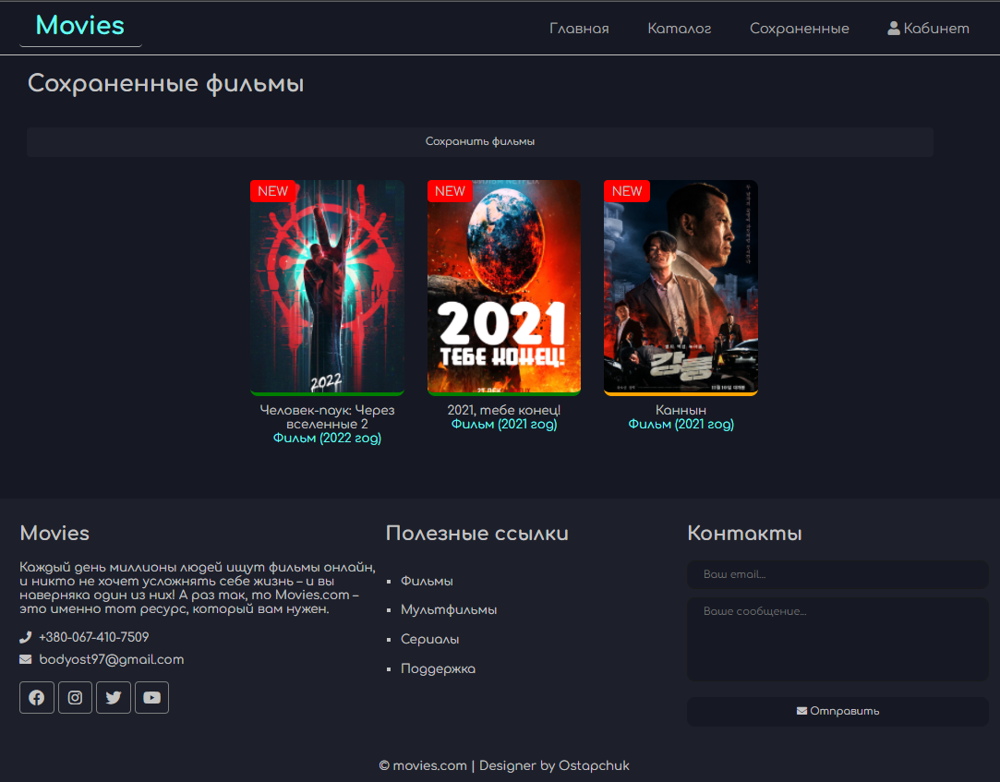 Movies
Главная
Каталог
Сохраненные
Кабинет
Сохраненные фильмы
Сохранить фильмы
NEW
NEW
NEW
2022
2021
ТЕБЕ КОНЕЦ!
강릉
Человек-паук: Через
вселенные 2
Фильм (2022 год)
2021, тебе конец!
Фильм (2021 год)
Каннын
Фильм (2021 год)
Movies
Каждый день миллионы людей ищут фильмы онлайн,
и никто не хочет усложнять себе жизнь – и вы
наверняка один из них! А раз так, то Movies.com –
это именно тот ресурс, который вам нужен.
+380-067-410-7509
bodyost97@gmail.com
Полезные ссылки
Фильмы
Мультфильмы
Сериалы
Поддержка
Контакты
Ваш email...
Ваше сообщение...
Отправить
© movies.com | Designer by Ostapchuk